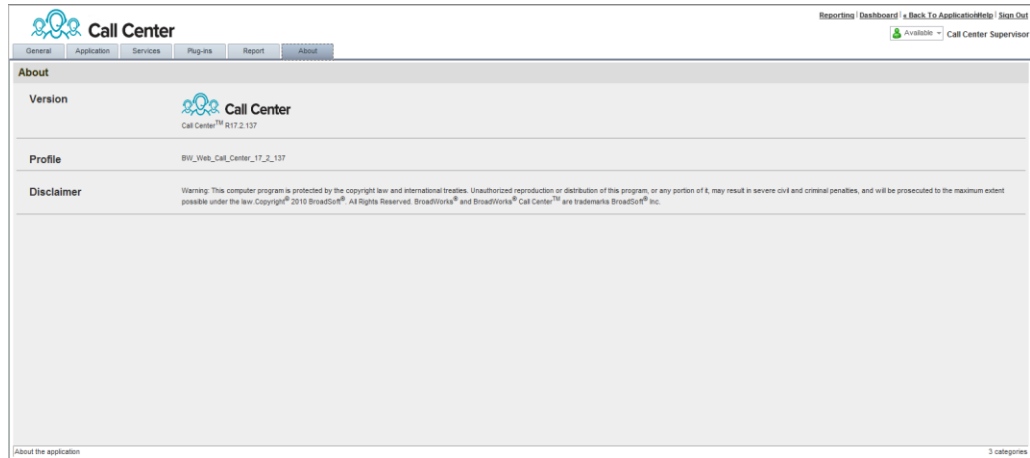 Reporting | Dashboard | « Back To Application Help | Sign Out
Call Center
Available Call Center Supervisor
General Application Services Plug-ins Report About
About
Version
Call Center
Call Center™ R17.2.137
Profile
BW_Web_Call_Center_17_2_137
Disclaimer
Warning: This computer program is protected by the copyright law and international treaties. Unauthorized reproduction or distribution of this program, or any portion of it, may result in severe civil and criminal penalties, and will be prosecuted to the maximum extent
possible under the law.Copyright® 2010 BroadSoft®. All Rights Reserved. BroadWorks® and BroadWorks® Call Center™ are trademarks BroadSoft® Inc.
About the application
3 categories